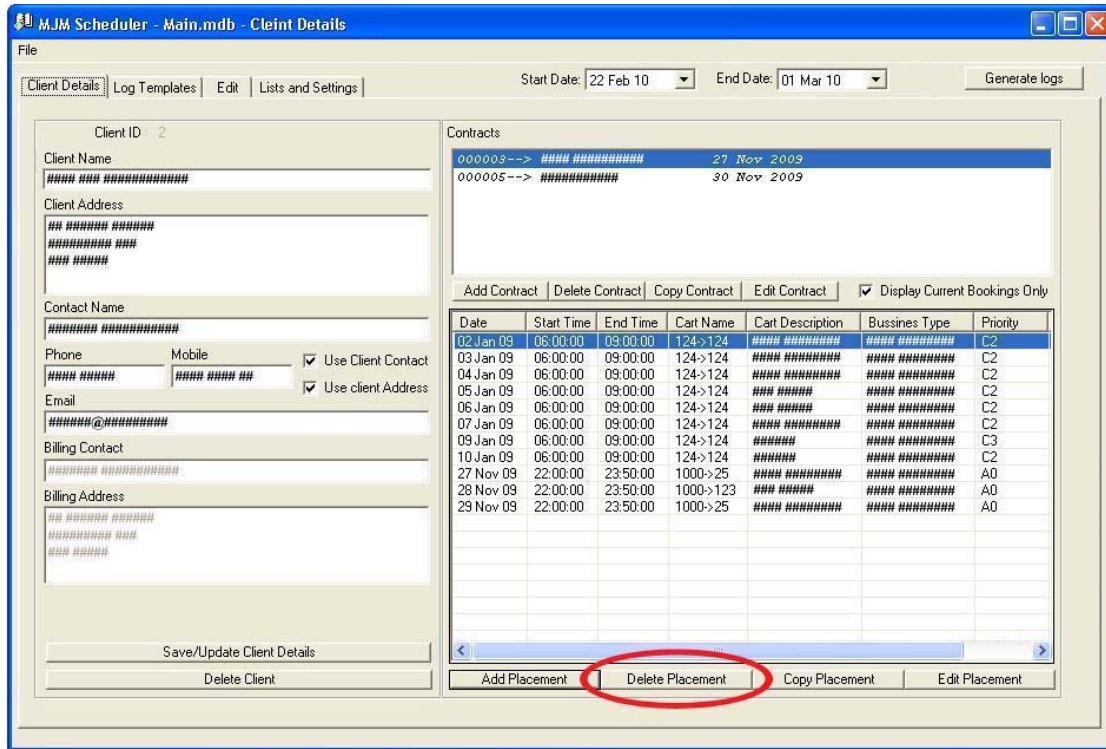 MJM Scheduler - Main.mdb - Cleint Details
File
Client Details Log Templates Edit Lists and Settings
Start Date: 22 Feb 10 End Date: 01 Mar 10 Generate logs
Client ID 2
Client Name
#### ### ############
Client Address
## ###### ######
######### ###
### #####
Contact Name
####### ###########
Phone Mobile
#### ##### #### #### ##
Use Client Contact
Use client Address
Email
######@#########
Billing Contact
####### ###########
Billing Address
## ###### ######
######### ###
### #####
Save/Update Client Details
Delete Client
Contracts
000003--> #### ########## 27 Nov 2009
000005--> ########### 30 Nov 2009
Add Contract Delete Contract Copy Contract Edit Contract Display Current Bookings Only
Date Start Time End Time Cart Name Cart Description Bussines Type Priority
02 Jan 09 06:00:00 09:00:00 124->124 #### ######## #### ######## C2
03 Jan 09 06:00:00 09:00:00 124->124 #### ######## #### ######## C2
04 Jan 09 06:00:00 09:00:00 124->124 #### ######## #### ######## C2
05 Jan 09 06:00:00 09:00:00 124->124 ### ##### #### ######## C2
06 Jan 09 06:00:00 09:00:00 124->124 ### ##### #### ######## C2
07 Jan 09 06:00:00 09:00:00 124->124 #### ######## #### ######## C2
09 Jan 09 06:00:00 09:00:00 124->124 ###### #### ######## C3
10 Jan 09 06:00:00 09:00:00 124->124 ###### #### ######## C2
27 Nov 09 22:00:00 23:50:00 1000->25 #### ######## #### ######## A0
28 Nov 09 22:00:00 23:50:00 1000->123 ### ##### #### ######## A0
29 Nov 09 22:00:00 23:50:00 1000->25 #### ######## #### ######## A0
Add Placement Delete Placement Copy Placement Edit Placement